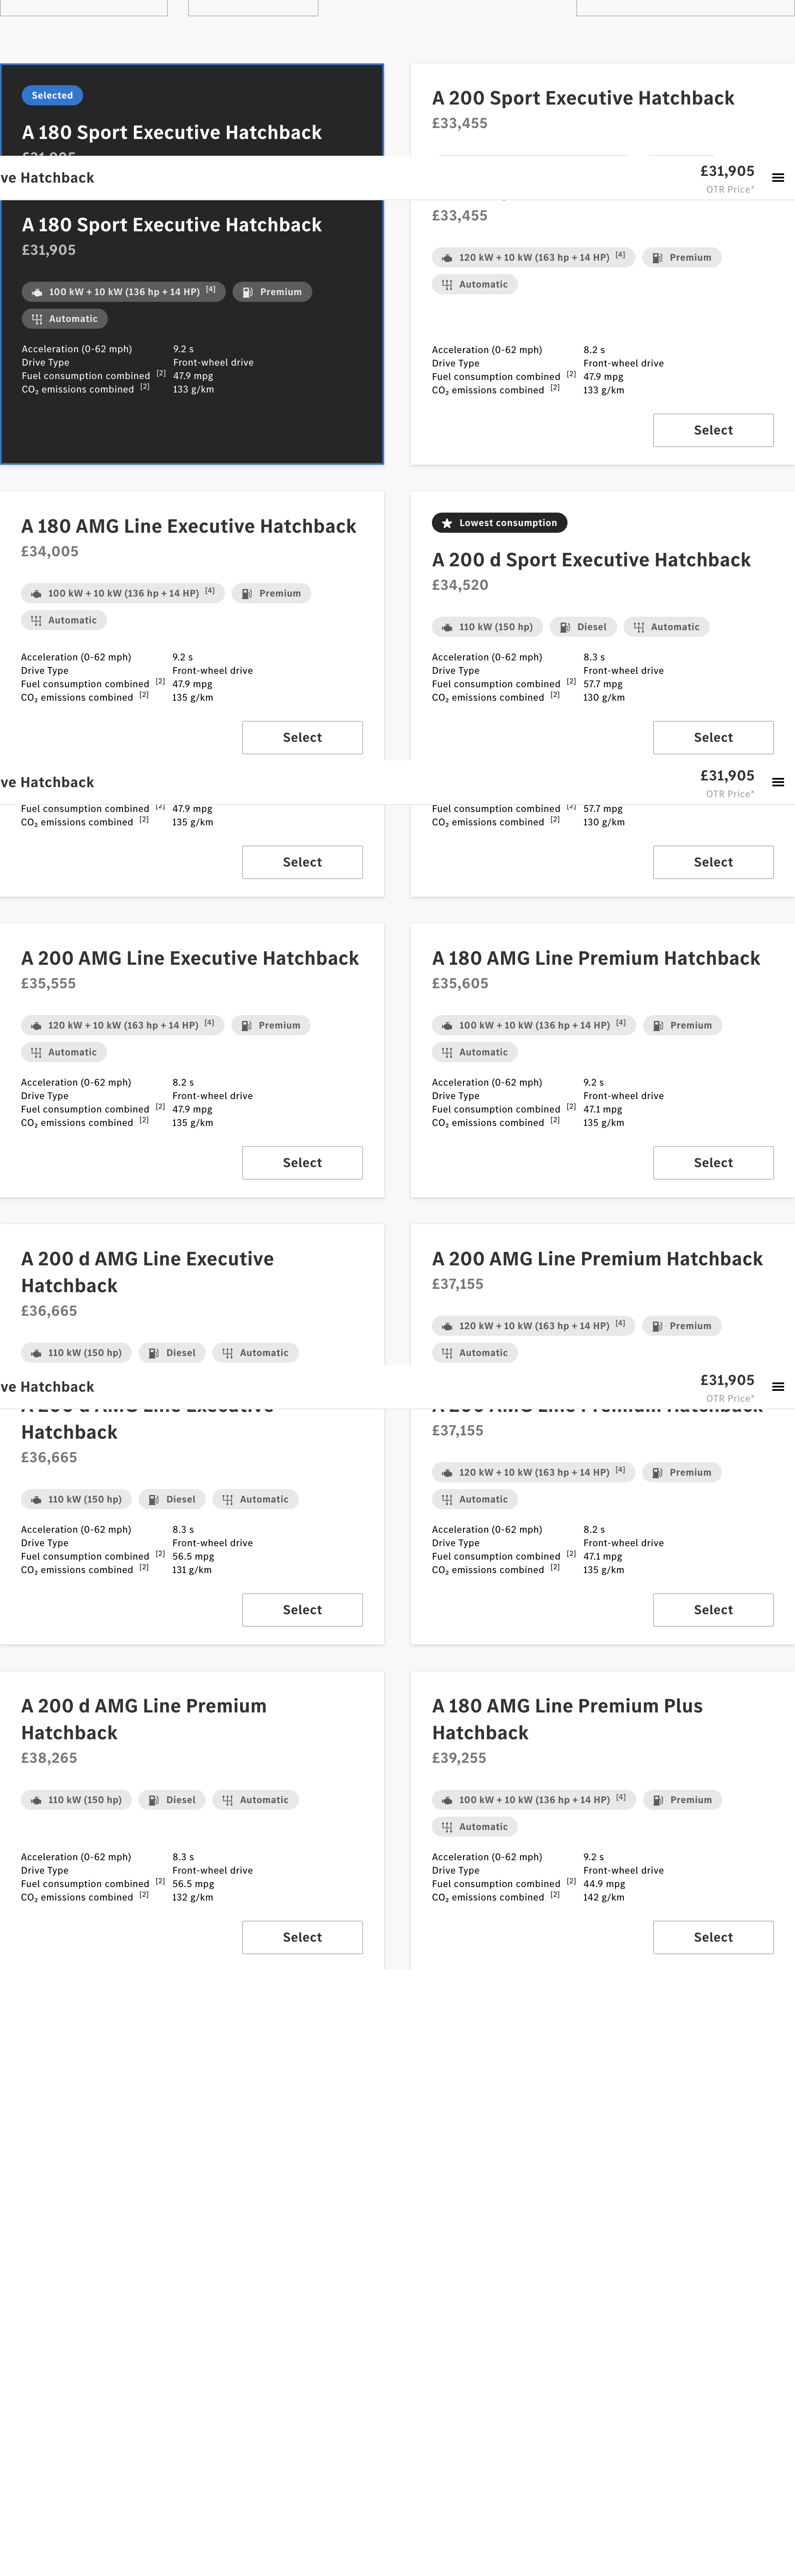 Selected
A 180 Sport Executive Hatchback
£31,905
A 200 Sport Executive Hatchback
£33,455
ve Hatchback
£31,905
OTR Price*
A 180 Sport Executive Hatchback
£31,905
100 kW + 10 kW (136 hp + 14 HP) [4]
Premium
Automatic
Acceleration (0-62 mph) 9.2 s
Drive Type Front-wheel drive
Fuel consumption combined [2] 47.9 mpg
CO₂ emissions combined [2] 133 g/km
£33,455
120 kW + 10 kW (163 hp + 14 HP) [4]
Premium
Automatic
Acceleration (0-62 mph) 8.2 s
Drive Type Front-wheel drive
Fuel consumption combined [2] 47.9 mpg
CO₂ emissions combined [2] 133 g/km
Select
A 180 AMG Line Executive Hatchback
£34,005
100 kW + 10 kW (136 hp + 14 HP) [4]
Premium
Automatic
Acceleration (0-62 mph) 9.2 s
Drive Type Front-wheel drive
Fuel consumption combined [2] 47.9 mpg
CO₂ emissions combined [2] 135 g/km
Select
Lowest consumption
A 200 d Sport Executive Hatchback
£34,520
110 kW (150 hp)
Diesel
Automatic
Acceleration (0-62 mph) 8.3 s
Drive Type Front-wheel drive
Fuel consumption combined [2] 57.7 mpg
CO₂ emissions combined [2] 130 g/km
Select
ve Hatchback
£31,905
OTR Price*
Fuel consumption combined [2] 47.9 mpg
CO₂ emissions combined [2] 135 g/km
Select
Fuel consumption combined [2] 57.7 mpg
CO₂ emissions combined [2] 130 g/km
Select
A 200 AMG Line Executive Hatchback
£35,555
120 kW + 10 kW (163 hp + 14 HP) [4]
Premium
Automatic
Acceleration (0-62 mph) 8.2 s
Drive Type Front-wheel drive
Fuel consumption combined [2] 47.9 mpg
CO₂ emissions combined [2] 135 g/km
Select
A 180 AMG Line Premium Hatchback
£35,605
100 kW + 10 kW (136 hp + 14 HP) [4]
Premium
Automatic
Acceleration (0-62 mph) 9.2 s
Drive Type Front-wheel drive
Fuel consumption combined [2] 47.1 mpg
CO₂ emissions combined [2] 135 g/km
Select
A 200 d AMG Line Executive
Hatchback
£36,665
110 kW (150 hp)
Diesel
Automatic
A 200 AMG Line Premium Hatchback
£37,155
120 kW + 10 kW (163 hp + 14 HP) [4]
Premium
Automatic
ve Hatchback
£31,905
OTR Price*
A 200 d AMG Line Executive
Hatchback
£36,665
110 kW (150 hp)
Diesel
Automatic
Acceleration (0-62 mph) 8.3 s
Drive Type Front-wheel drive
Fuel consumption combined [2] 56.5 mpg
CO₂ emissions combined [2] 131 g/km
Select
A 200 AMG Line Premium Hatchback
£37,155
120 kW + 10 kW (163 hp + 14 HP) [4]
Premium
Automatic
Acceleration (0-62 mph) 8.2 s
Drive Type Front-wheel drive
Fuel consumption combined [2] 47.1 mpg
CO₂ emissions combined [2] 135 g/km
Select
A 200 d AMG Line Premium
Hatchback
£38,265
110 kW (150 hp)
Diesel
Automatic
Acceleration (0-62 mph) 8.3 s
Drive Type Front-wheel drive
Fuel consumption combined [2] 56.5 mpg
CO₂ emissions combined [2] 132 g/km
Select
A 180 AMG Line Premium Plus
Hatchback
£39,255
100 kW + 10 kW (136 hp + 14 HP) [4]
Premium
Automatic
Acceleration (0-62 mph) 9.2 s
Drive Type Front-wheel drive
Fuel consumption combined [2] 44.9 mpg
CO₂ emissions combined [2] 142 g/km
Select